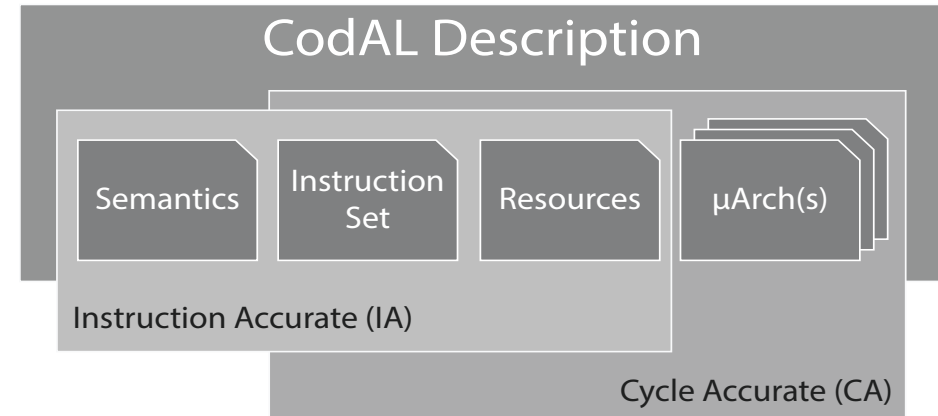 CodAL Description
Semantics
Instruction
Set
Resources
µArch(s)
Instruction Accurate (IA)
Cycle Accurate (CA)